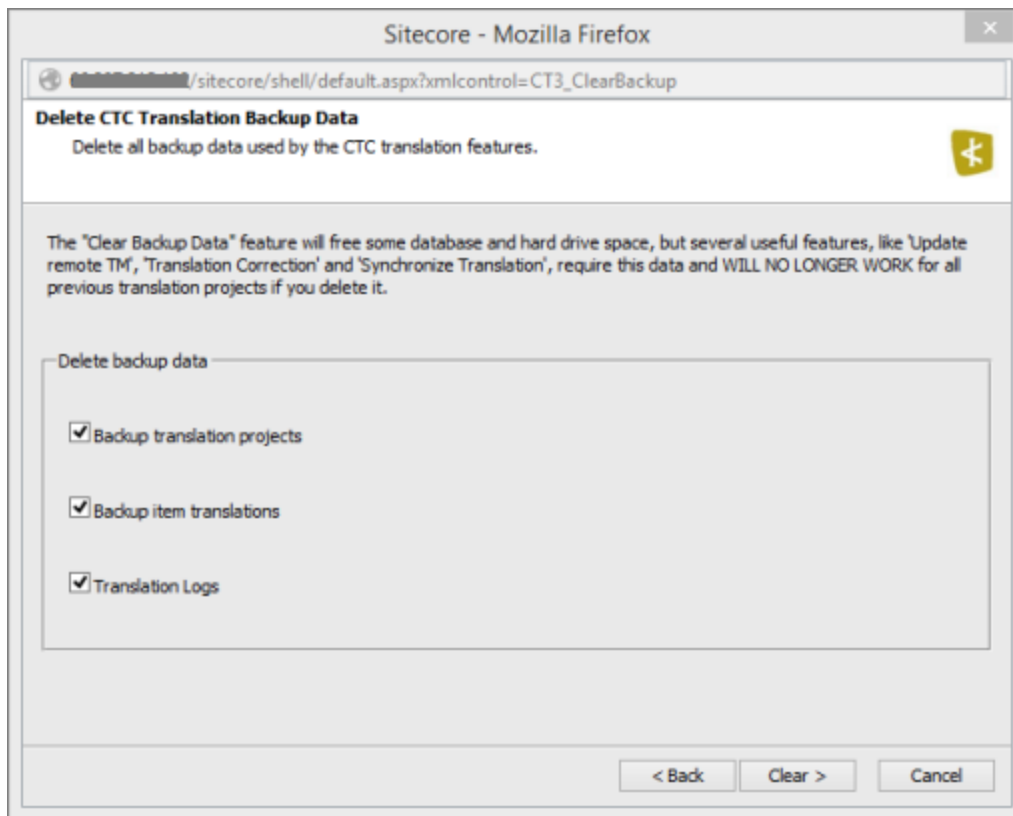 Sitecore - Mozilla Firefox
/sitecore/shell/default.aspx?xmlcontrol=CT3_ClearBackup
Delete CTC Translation Backup Data
Delete all backup data used by the CTC translation features.
The "Clear Backup Data" feature will free some database and hard drive space, but several useful features, like 'Update
remote TM', 'Translation Correction' and 'Synchronize Translation', require this data and WILL NO LONGER WORK for all
previous translation projects if you delete it.
Delete backup data
Backup translation projects
Backup item translations
Translation Logs
< Back
Clear >
Cancel